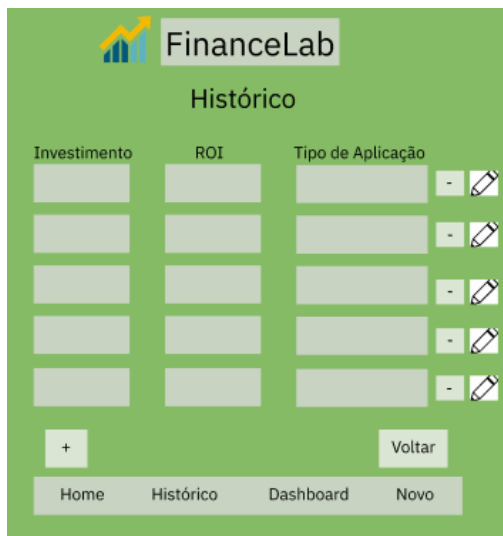 FinanceLab
Histórico
Investimento ROI Tipo de Aplicação
-
-
-
-
-
+ Voltar
Home Histórico Dashboard Novo